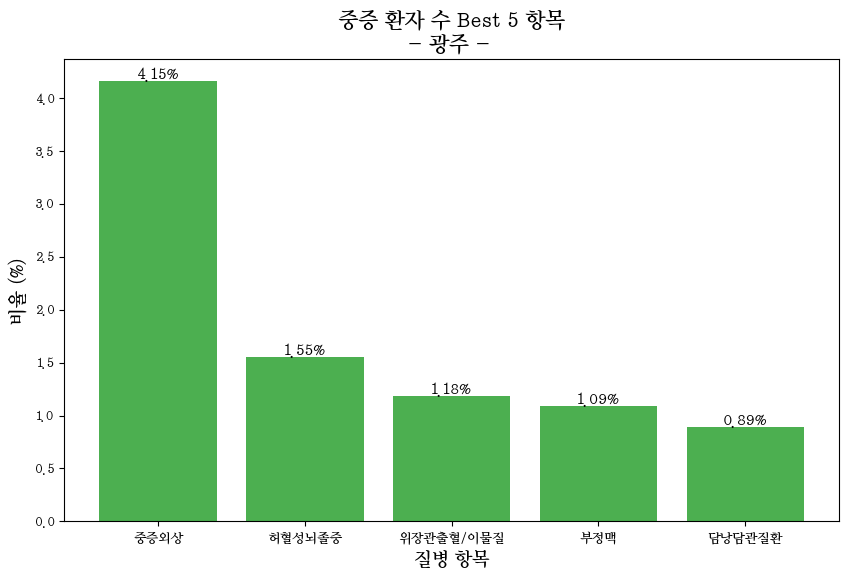 중증 환자 수 Best 5 항목
- 광주 -
비율 (%)
4.0
3.5
3.0
2.5
2.0
1.5
1.0
0.5
0.0
4.15%
1.55%
1.18%
1.09%
0.89%
중증외상
허혈성뇌졸중
위장관출혈/이물질
부정맥
담낭담관질환
질병 항목